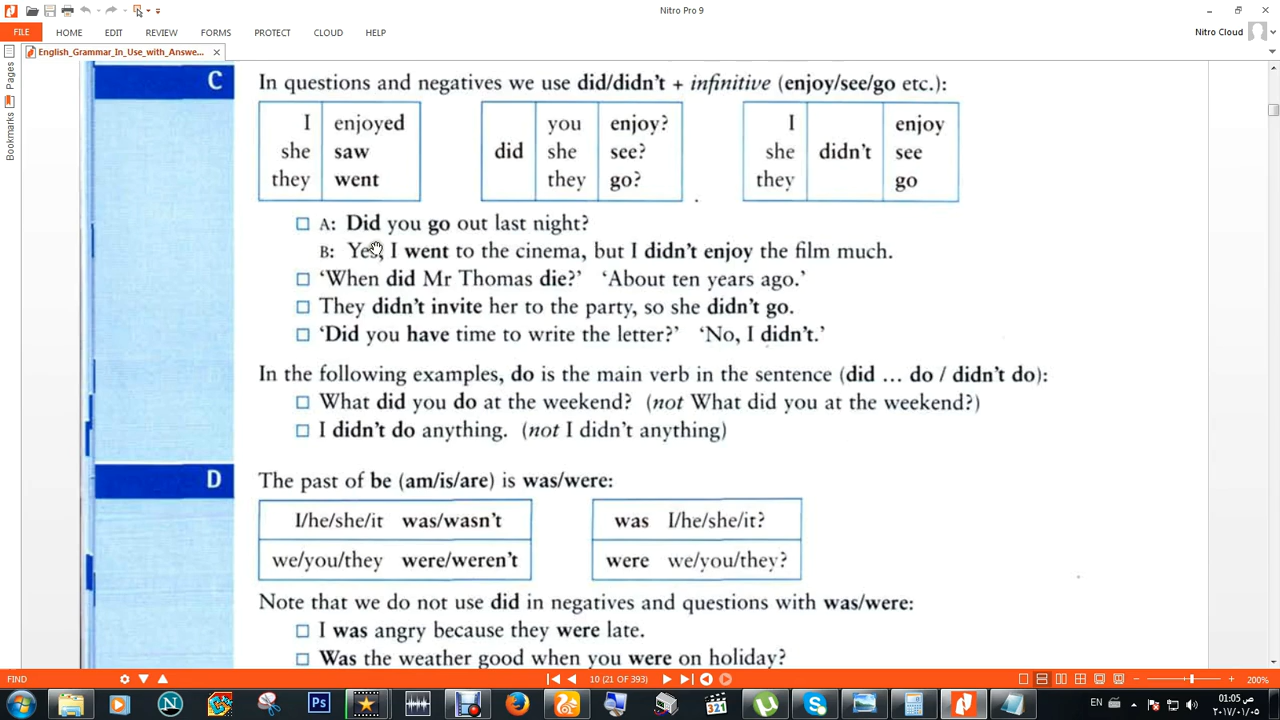 Nitro Pro 9
FILE HOME EDIT REVIEW FORMS PROTECT CLOUD HELP Nitro Cloud
English_Grammar_In_Use_with_Answe...
Pages
Bookmarks
C In questions and negatives we use did/didn't + infinitive (enjoy/see/go etc.):
I enjoyed you enjoy? I enjoy
she saw did she see? she didn't see
they went they go? they go
A: Did you go out last night?
B: Yes, I went to the cinema, but I didn't enjoy the film much.
'When did Mr Thomas die?' 'About ten years ago.'
They didn't invite her to the party, so she didn't go.
'Did you have time to write the letter?' 'No, I didn't.'
In the following examples, do is the main verb in the sentence (did ... do / didn't do):
What did you do at the weekend? (not What did you at the weekend?)
I didn't do anything. (not I didn't anything)
D The past of be (am/is/are) is was/were:
I/he/she/it was/wasn't was I/he/she/it?
we/you/they were/weren't were we/you/they?
Note that we do not use did in negatives and questions with was/were:
I was angry because they were late.
Was the weather good when you were on holiday?
FIND 10 (21 OF 393) 200%
Ps 321 EN 01:05 ص
٢٠١٧/٠١/٠٥